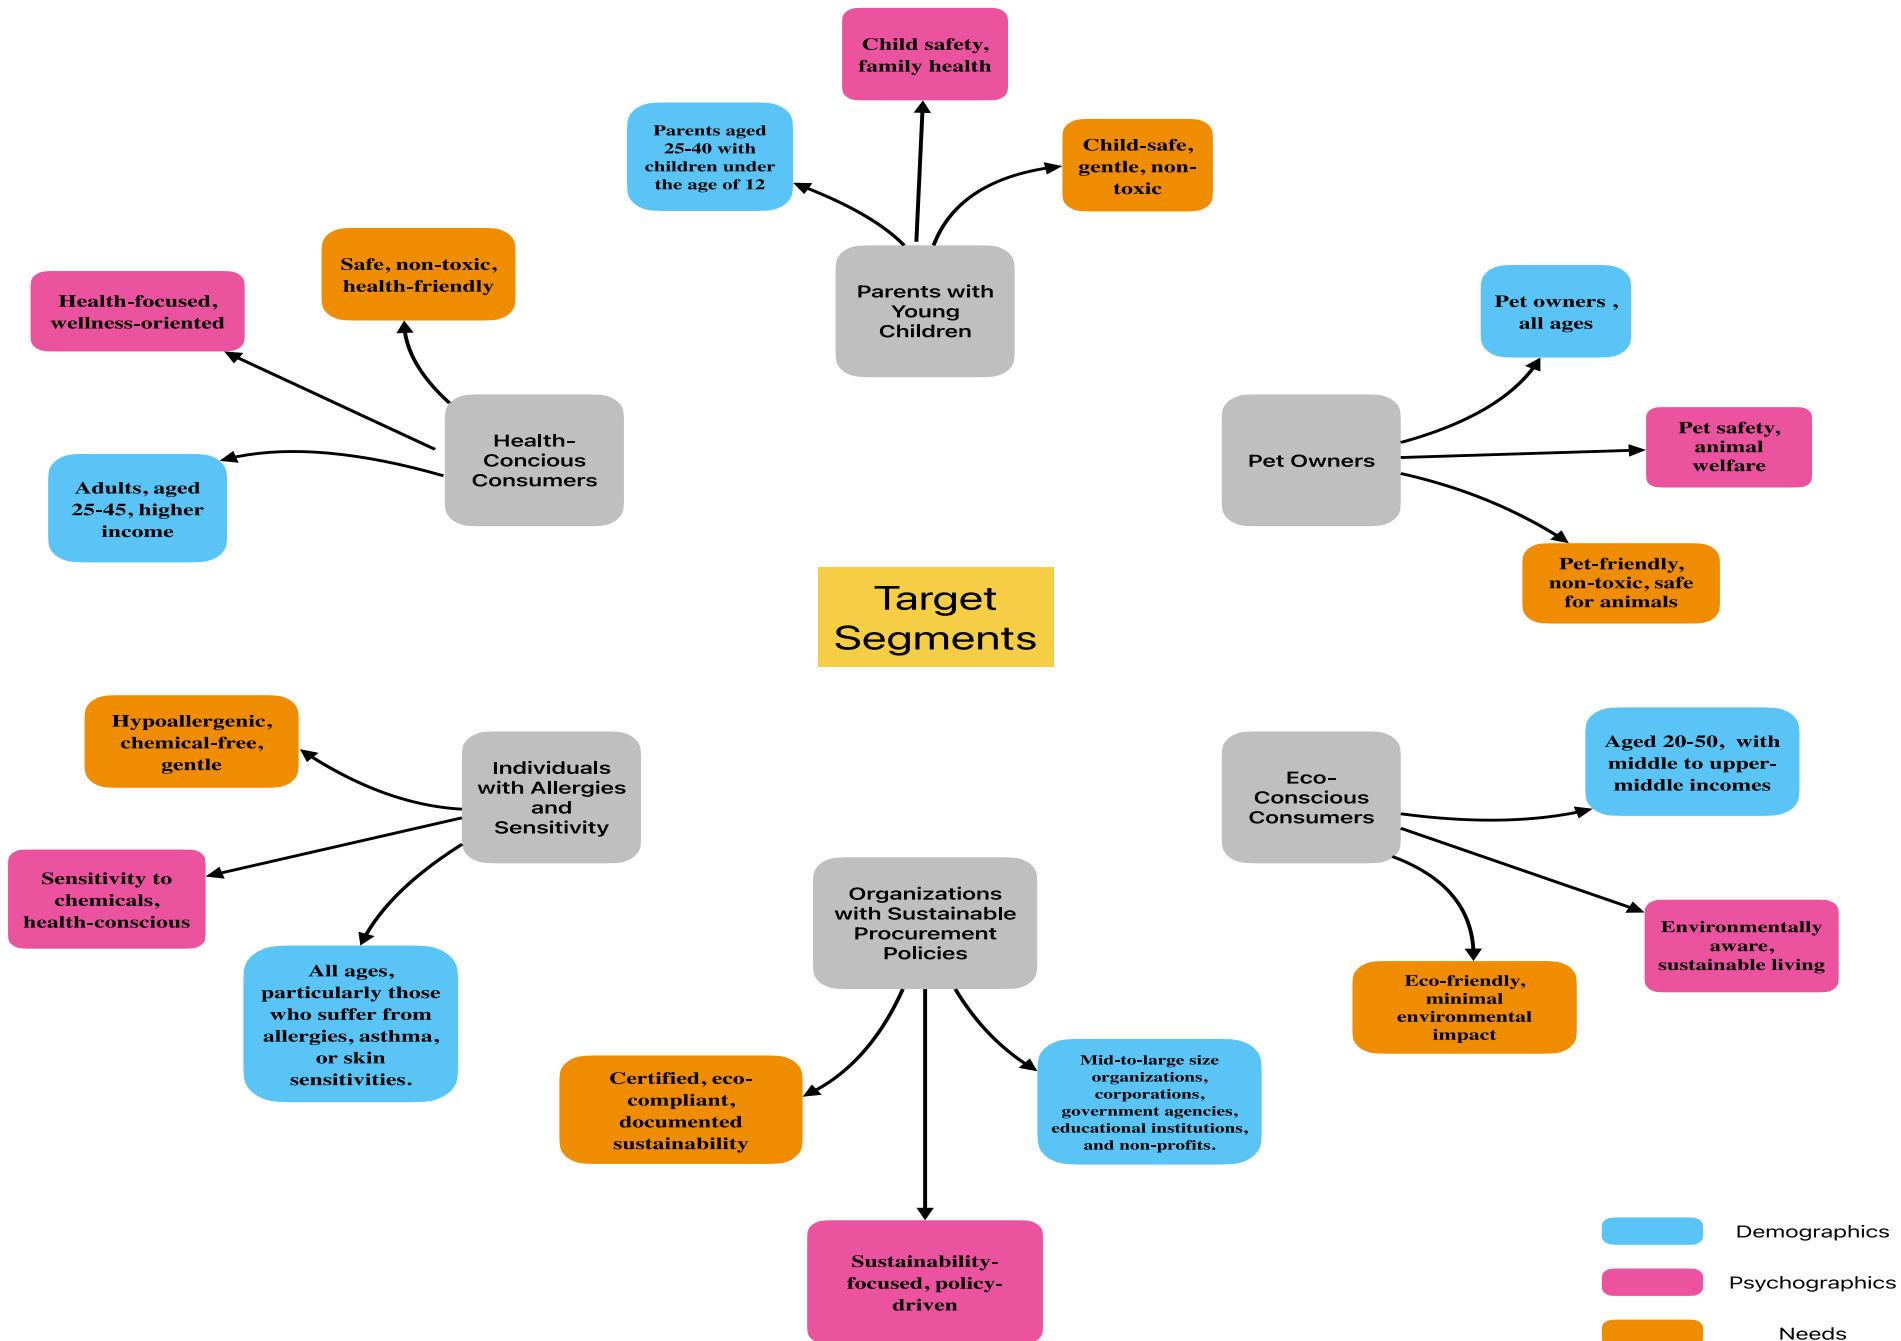 Child safety,
family health
Parents aged
25-40 with
children under
the age of 12
Child-safe,
gentle, non-
toxic
Parents with
Young
Children
Safe, non-toxic,
health-friendly
Health-focused,
wellness-oriented
Adults, aged
25-45, higher
income
Health-
Concious
Consumers
Pet owners ,
all ages
Pet safety,
animal
welfare
Pet-friendly,
non-toxic, safe
for animals
Pet Owners
Target
Segments
Hypoallergenic,
chemical-free,
gentle
Sensitivity to
chemicals,
health-conscious
All ages,
particularly those
who suffer from
allergies, asthma,
or skin
sensitivities.
Individuals
with Allergies
and
Sensitivity
Organizations
with Sustainable
Procurement
Policies
Certified, eco-
compliant,
documented
sustainability
Sustainability-
focused, policy-
driven
Mid-to-large size
organizations,
corporations,
government agencies,
educational institutions,
and non-profits.
Eco-
Conscious
Consumers
Aged 20-50,  with
middle to upper-
middle incomes
Environmentally
aware,
sustainable living
Eco-friendly,
minimal
environmental
impact
Demographics
Psychographics
Needs